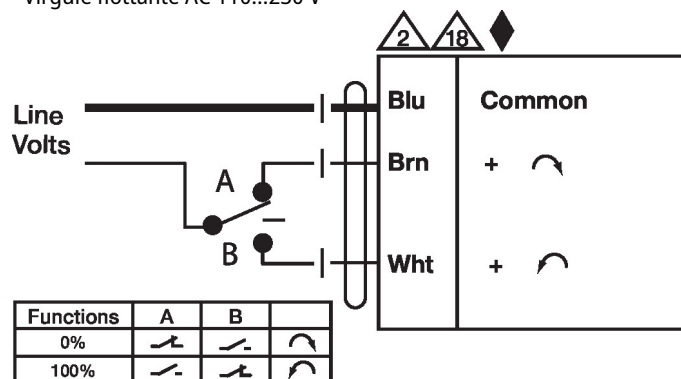 Virgule flottante AC 110...230 V
2 18
Line Volts
Blu Common
Brn +
Wht +
A
B
Functions A B
0%
100%